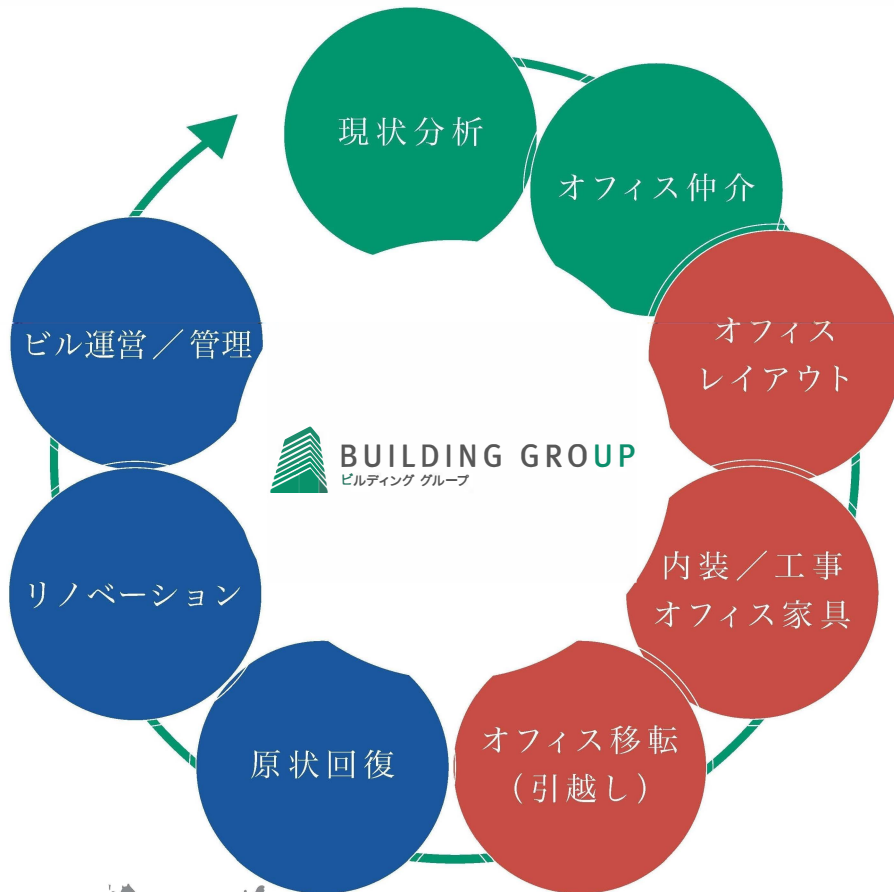 現状分析
オフィス仲介
オフィス
レイアウト
内装／工事
オフィス家具
オフィス移転
(引越し)
原状回復
リノベーション
ビル運営／管理
BUILDING GROUP
ビルディング グループ